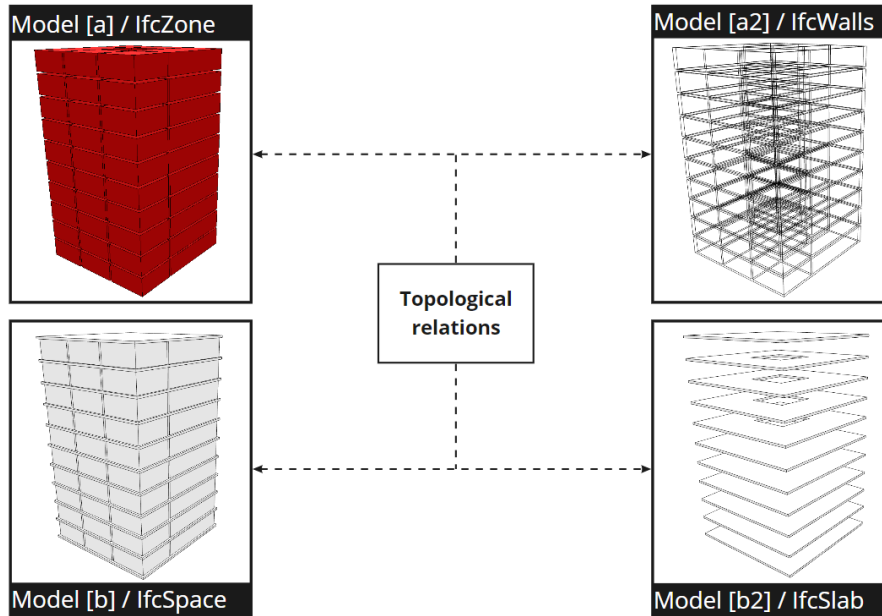 Model [a] / IfcZone
Model [a2] / IfcWalls
Topological
relations
Model [b] / IfcSpace
Model [b2] / IfcSlab